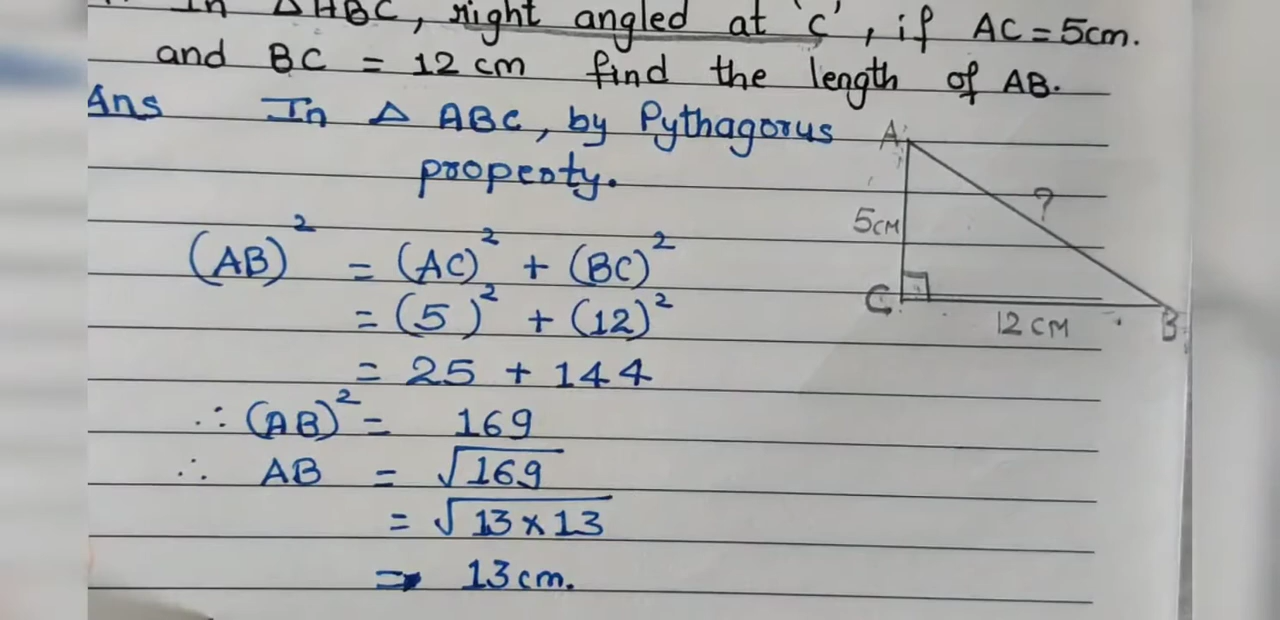 In △ABC, right angled at 'c', if AC = 5cm.
and BC = 12 cm find the length of AB.
Ans In △ ABC, by Pythagorus
property.
(AB)² = (AC)² + (BC)²
= (5)² + (12)²
= 25 + 144
∴ (AB)² = 169
∴ AB = √169
= √13 × 13
= 13 cm.
A
?
5CM
C
12 CM
B